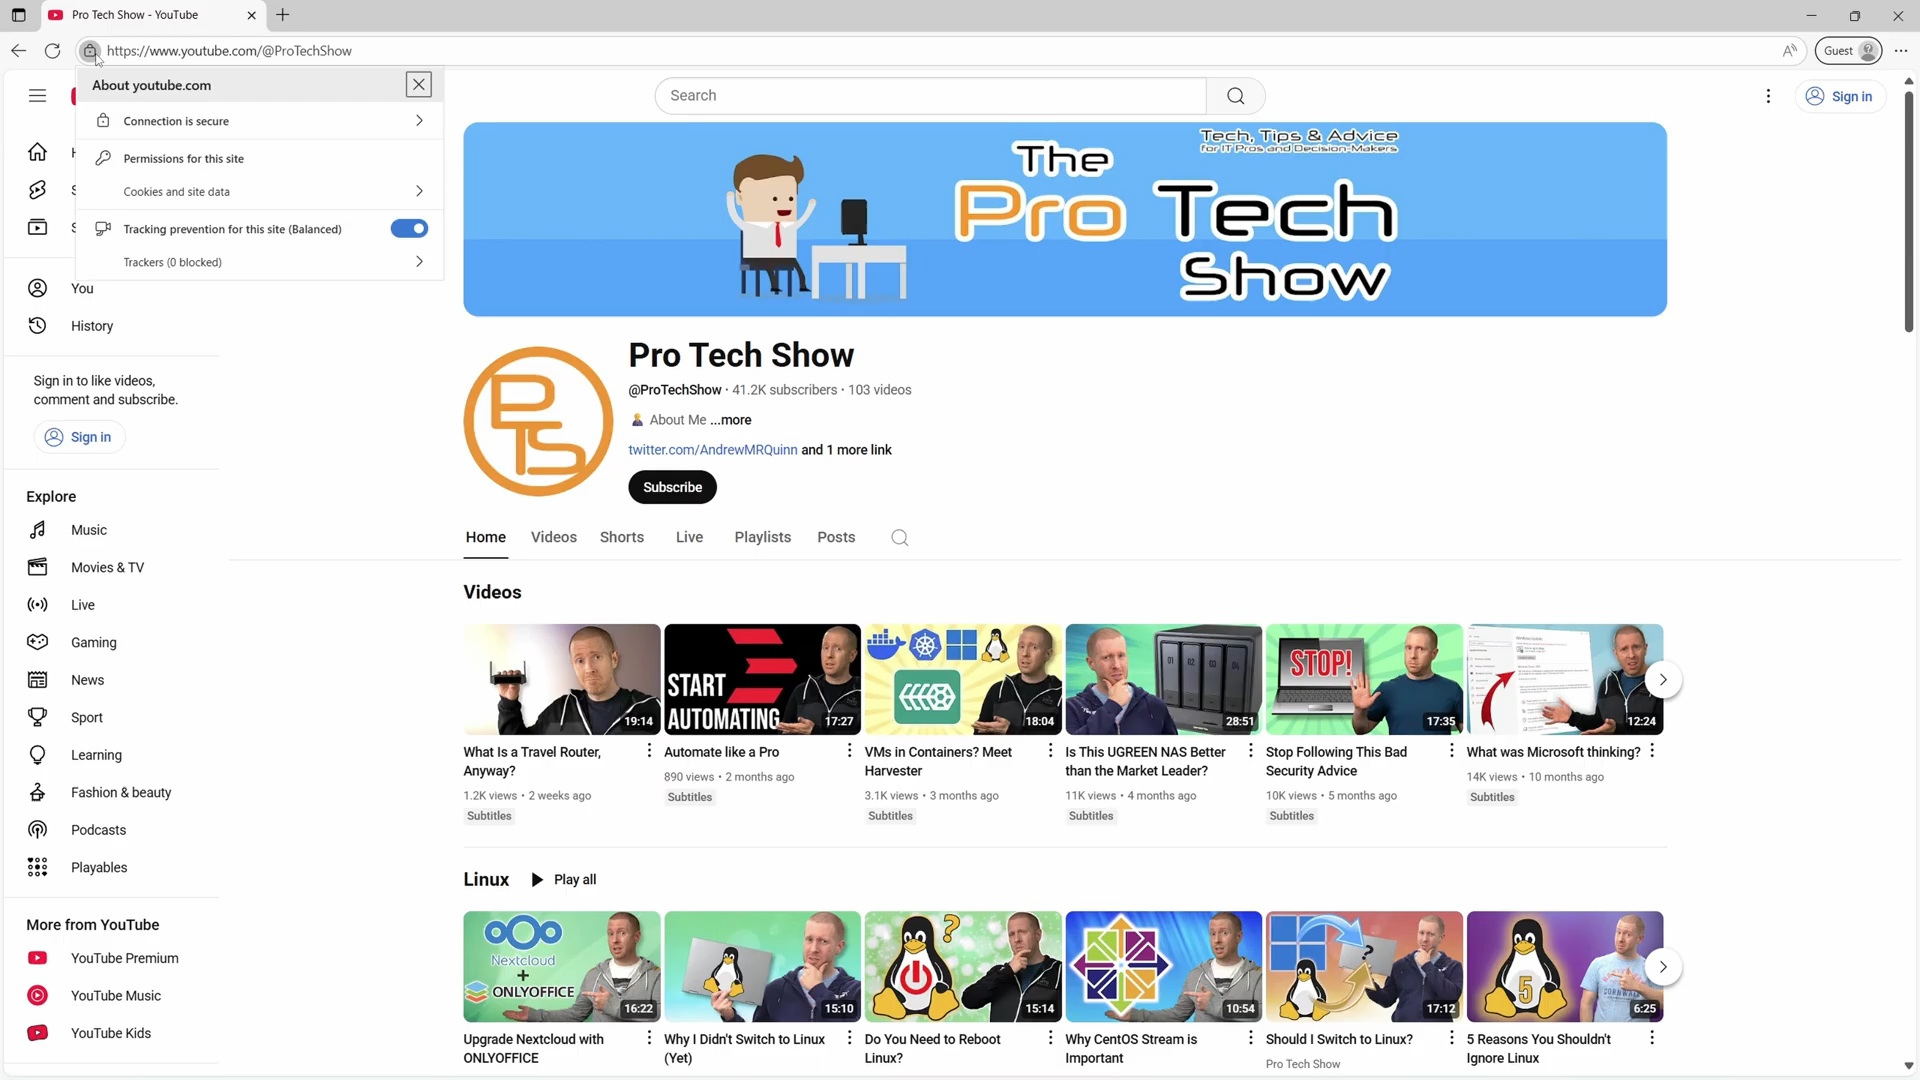 Pro Tech Show - YouTube
https://www.youtube.com/@ProTechShow
Guest
About youtube.com
Connection is secure
Permissions for this site
Cookies and site data
Tracking prevention for this site (Balanced)
Trackers (0 blocked)
Search
Sign in
You
History
Sign in to like videos,
comment and subscribe.
Sign in
Explore
Music
Movies & TV
Live
Gaming
News
Sport
Learning
Fashion & beauty
Podcasts
Playables
More from YouTube
YouTube Premium
YouTube Music
YouTube Kids
Tech, Tips & Advice
for IT Pros and Decision-Makers
The
Pro Tech
Show
PTS
Pro Tech Show
@ProTechShow · 41.2K subscribers · 103 videos
About Me ...more
twitter.com/AndrewMRQuinn and 1 more link
Subscribe
Home Videos Shorts Live Playlists Posts
Videos
19:14
What Is a Travel Router,
Anyway?
1.2K views • 2 weeks ago
Subtitles
START
AUTOMATING
17:27
Automate like a Pro
890 views • 2 months ago
Subtitles
18:04
VMs in Containers? Meet
Harvester
3.1K views • 3 months ago
Subtitles
01 02 03 04
28:51
Is This UGREEN NAS Better
than the Market Leader?
11K views • 4 months ago
Subtitles
STOP!
17:35
Stop Following This Bad
Security Advice
10K views • 5 months ago
Subtitles
12:24
What was Microsoft thinking?
14K views • 10 months ago
Subtitles
Linux Play all
Nextcloud
+
ONLYOFFICE
16:22
Upgrade Nextcloud with
ONLYOFFICE
15:10
Why I Didn't Switch to Linux
(Yet)
?
15:14
Do You Need to Reboot
Linux?
10:54
Why CentOS Stream is
Important
?
17:12
Should I Switch to Linux?
Pro Tech Show
5
CORNWALL
6:25
5 Reasons You Shouldn't
Ignore Linux